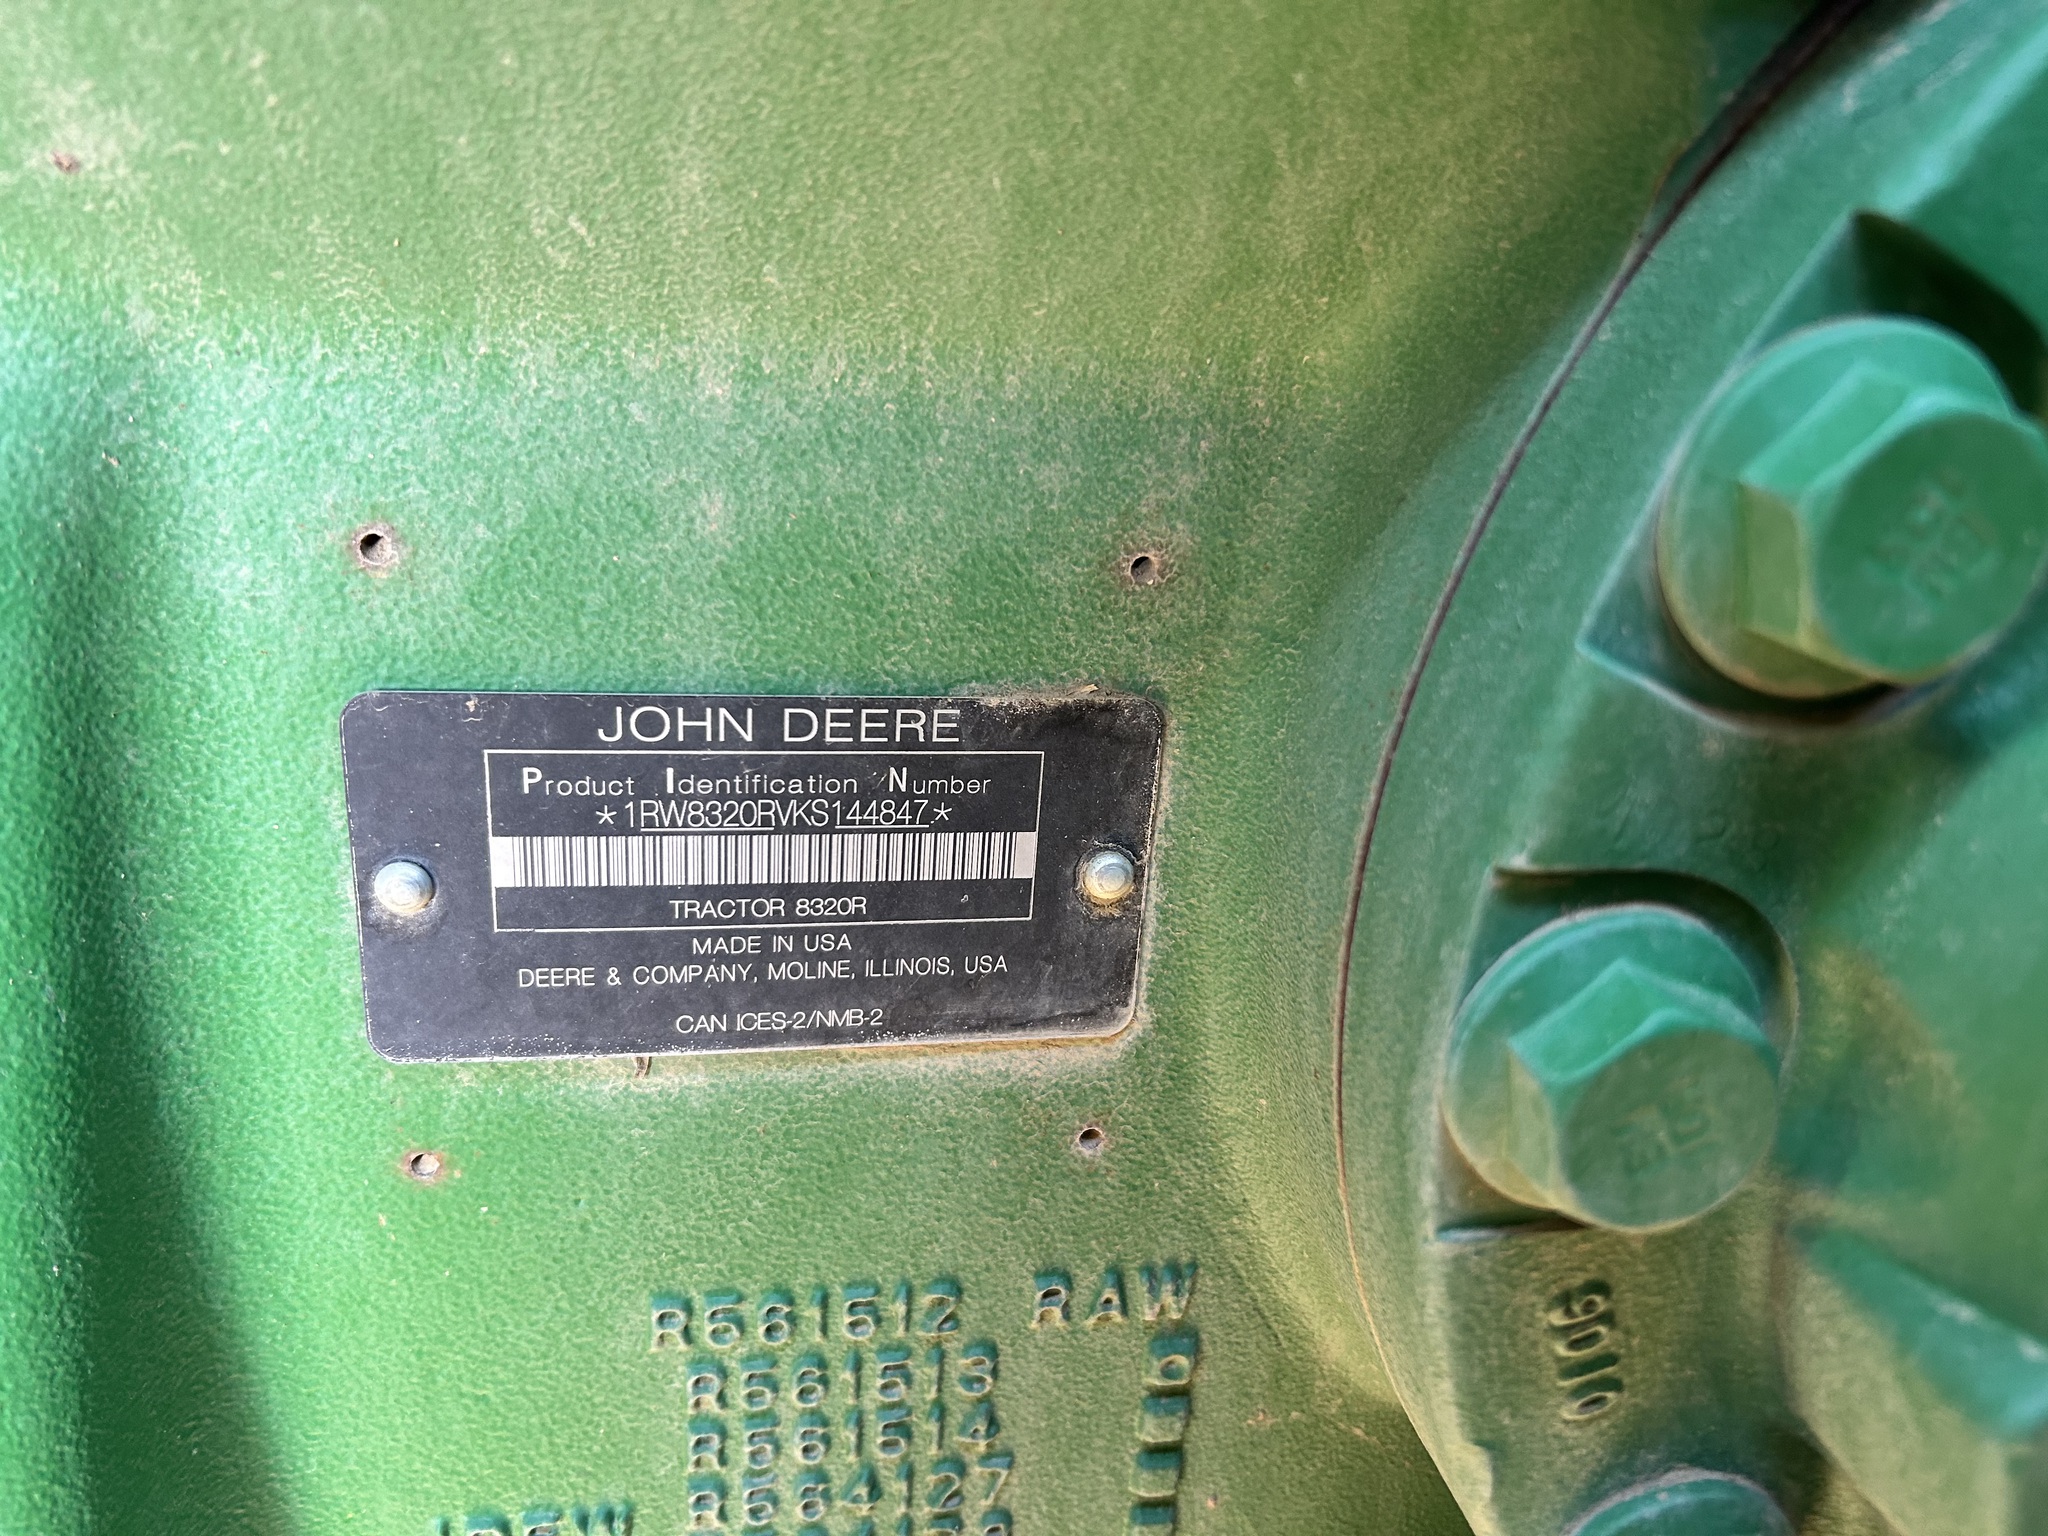 JOHN DEERE
Product Identification Number
*1RW8320RVKS144847*
TRACTOR 8320R
MADE IN USA
DEERE & COMPANY, MOLINE, ILLINOIS, USA
CAN ICES-2/NMB-2
R561512 RAW
R561513
R561514
R564127